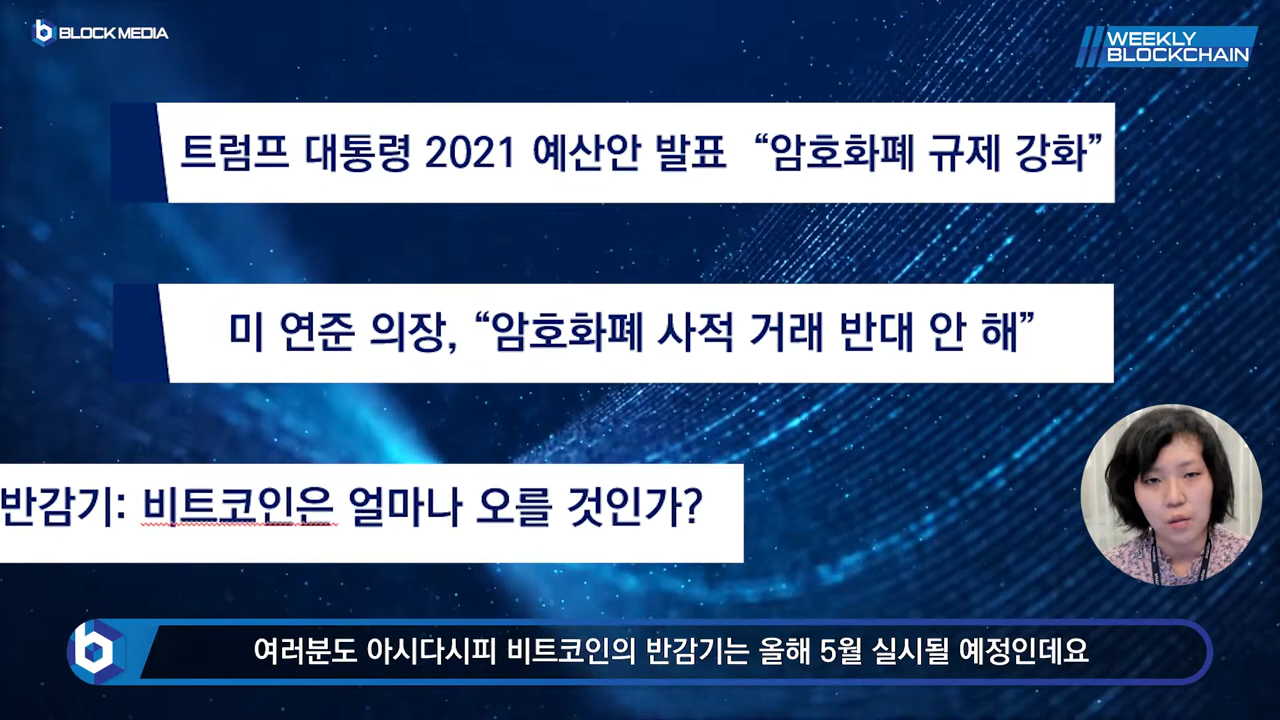 BLOCK MEDIA
WEEKLY
BLOCKCHAIN
트럼프 대통령 2021 예산안 발표 “암호화폐 규제 강화”
미 연준 의장, “암호화폐 사적 거래 반대 안 해”
반감기: 비트코인은 얼마나 오를 것인가?
여러분도 아시다시피 비트코인의 반감기는 올해 5월 실시될 예정인데요